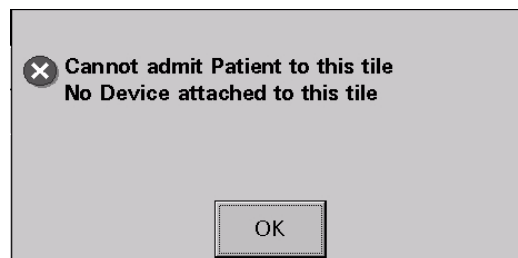 Cannot admit Patient to this tile
No Device attached to this tile
OK